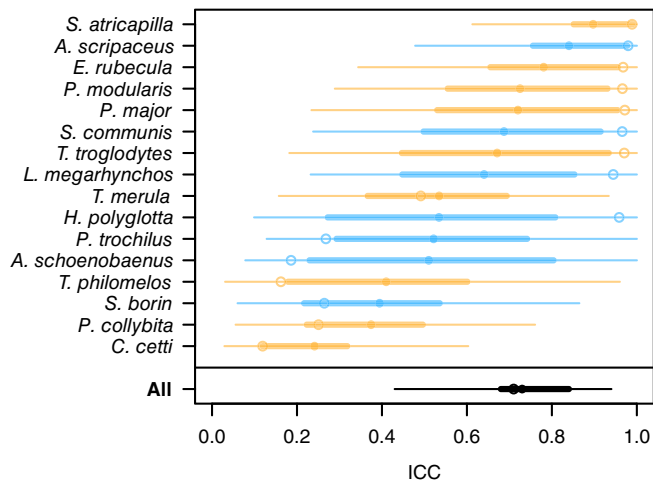 S. atricapilla
A. scripaceus
E. rubecula
P. modularis
P. major
S. communis
T. troglodytes
L. megarhynchos
T. merula
H. polyglotta
P. trochilus
A. schoenobaenus
T. philomelos
S. borin
P. collybita
C. cetti
All
0.0 0.2 0.4 0.6 0.8 1.0
ICC